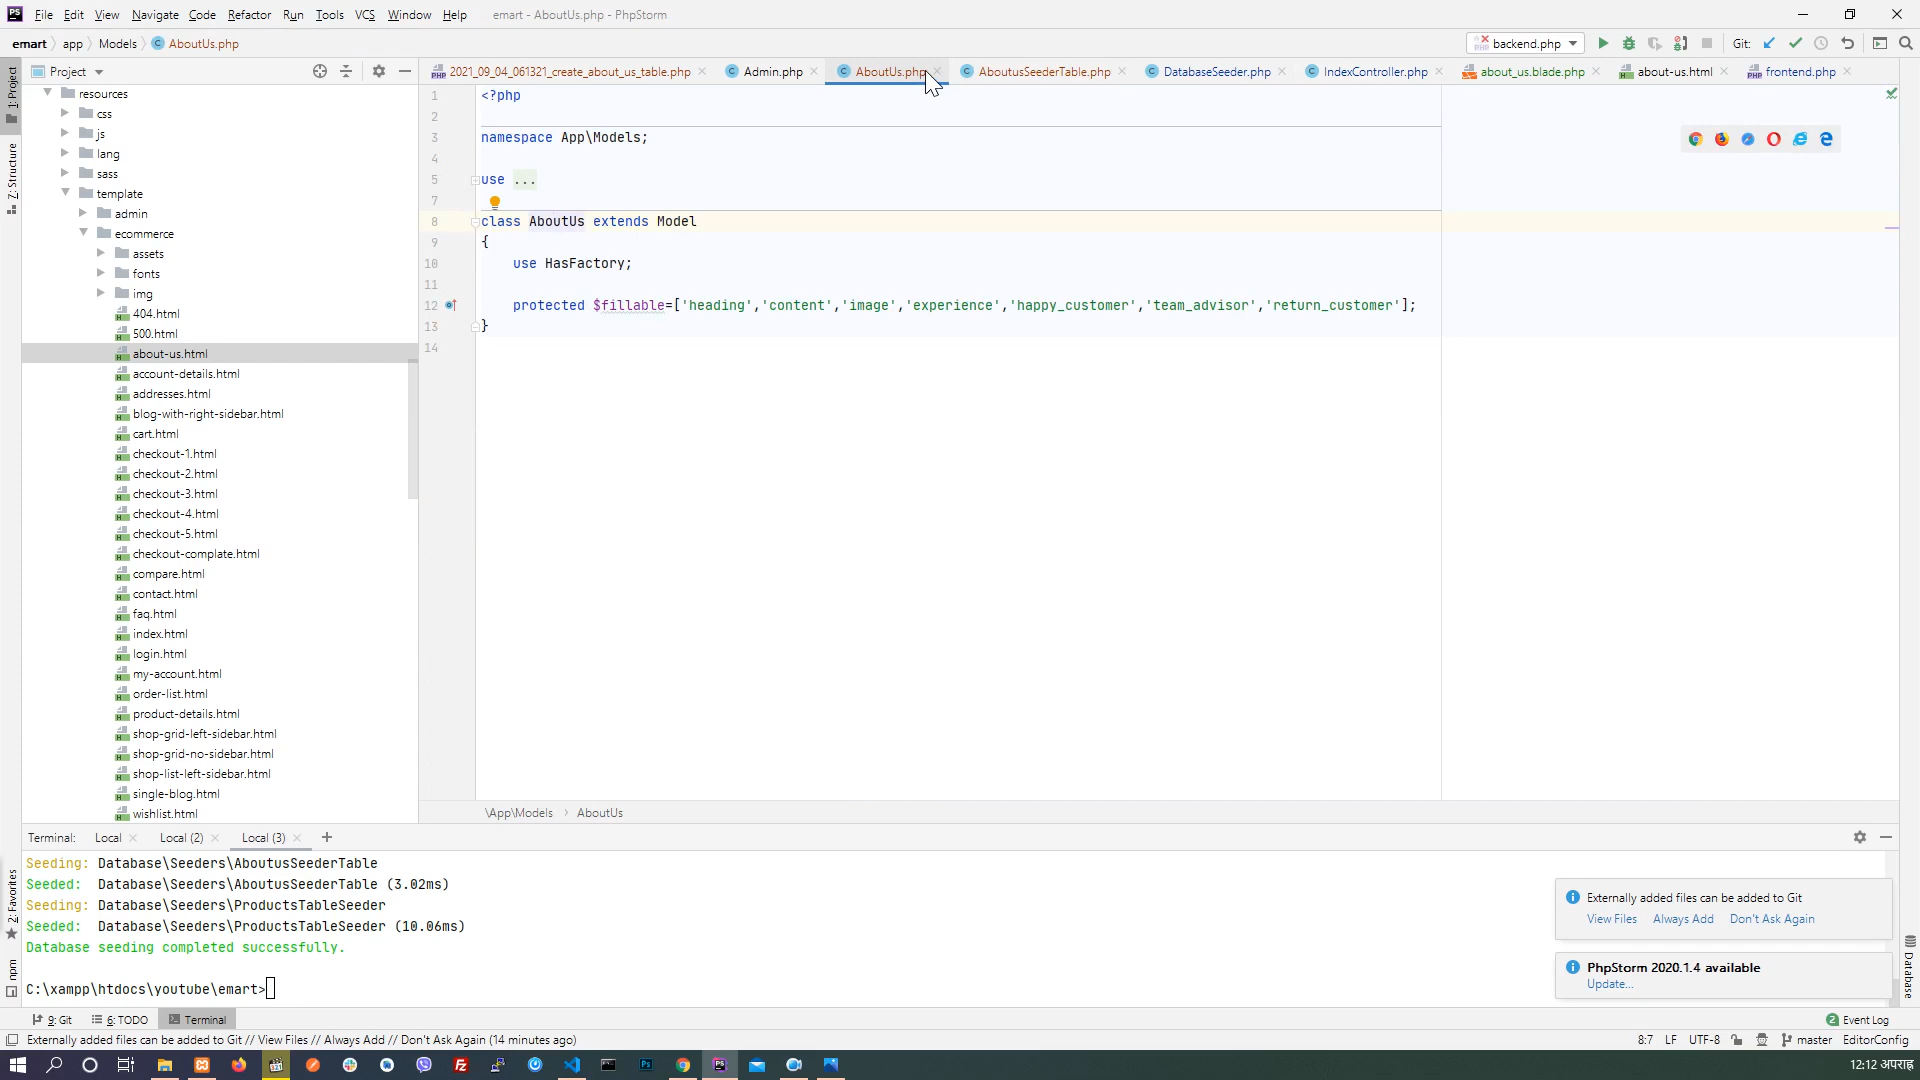 File Edit View Navigate Code Refactor Run Tools VCS Window Help emart - AboutUs.php - PhpStorm
emart app Models AboutUs.php
backend.php Git:
1: Project
Project
2021_09_04_061321_create_about_us_table.php Admin.php AboutUs.php AboutusSeederTable.php DatabaseSeeder.php IndexController.php about_us.blade.php about-us.html frontend.php
resources
css
js
lang
sass
template
admin
ecommerce
assets
fonts
img
404.html
500.html
about-us.html
account-details.html
addresses.html
blog-with-right-sidebar.html
cart.html
checkout-1.html
checkout-2.html
checkout-3.html
checkout-4.html
checkout-5.html
checkout-complate.html
compare.html
contact.html
faq.html
index.html
login.html
my-account.html
order-list.html
product-details.html
shop-grid-left-sidebar.html
shop-grid-no-sidebar.html
shop-list-left-sidebar.html
single-blog.html
wishlist.html
Z: Structure
2: Favorites
npm
1 <?php
2
3 namespace App\Models;
4
5 use ...
7
8 class AboutUs extends Model
9 {
10 use HasFactory;
11
12 protected $fillable=['heading','content','image','experience','happy_customer','team_advisor','return_customer'];
13 }
14
\App\Models › AboutUs
Terminal: Local Local (2) Local (3) +
Seeding: Database\Seeders\AboutusSeederTable
Seeded: Database\Seeders\AboutusSeederTable (3.02ms)
Seeding: Database\Seeders\ProductsTableSeeder
Seeded: Database\Seeders\ProductsTableSeeder (10.06ms)
Database seeding completed successfully.
C:\xampp\htdocs\youtube\emart>
Externally added files can be added to Git
View Files Always Add Don't Ask Again
PhpStorm 2020.1.4 available
Update...
Database
9: Git 6: TODO Terminal 2 Event Log
Externally added files can be added to Git // View Files // Always Add // Don't Ask Again (14 minutes ago) 8:7 LF UTF-8 master EditorConfig
12:12 अपराह्न